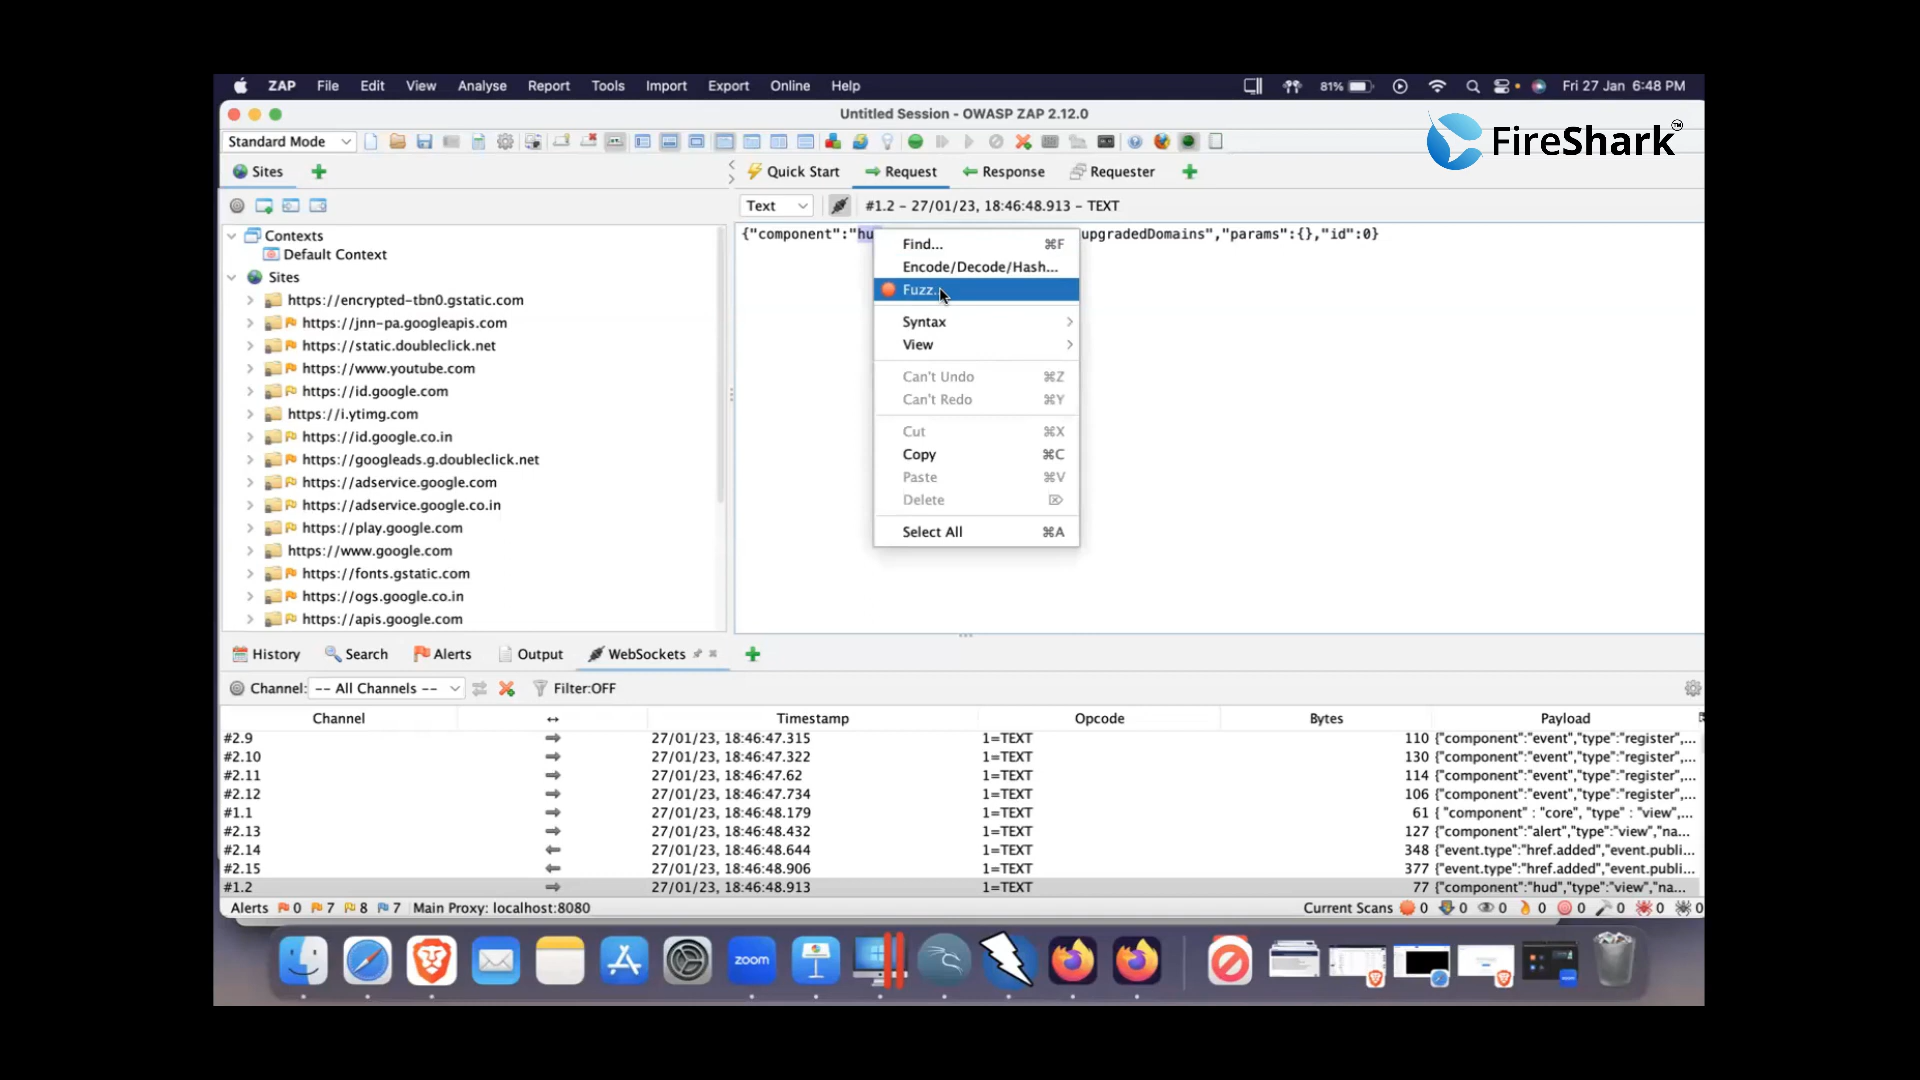 ZAP File Edit View Analyse Report Tools Import Export Online Help 81% Fri 27 Jan 6:48 PM
Untitled Session - OWASP ZAP 2.12.0
FireShark™
Standard Mode
Sites
Quick Start Request Response Requester
Text #1.2 – 27/01/23, 18:46:48.913 – TEXT
{"component":"hu upgradedDomains","params":{},"id":0}
Find... ⌘F
Encode/Decode/Hash...
Fuzz..
Syntax
View
Can't Undo ⌘Z
Can't Redo ⌘Y
Cut ⌘X
Copy ⌘C
Paste ⌘V
Delete
Select All ⌘A
Contexts
Default Context
Sites
https://encrypted-tbn0.gstatic.com
https://jnn-pa.googleapis.com
https://static.doubleclick.net
https://www.youtube.com
https://id.google.com
https://i.ytimg.com
https://id.google.co.in
https://googleads.g.doubleclick.net
https://adservice.google.com
https://adservice.google.co.in
https://play.google.com
https://www.google.com
https://fonts.gstatic.com
https://ogs.google.co.in
https://apis.google.com
History Search Alerts Output WebSockets
Channel: -- All Channels -- Filter:OFF
Channel ↔ Timestamp Opcode Bytes Payload
#2.9 27/01/23, 18:46:47.315 1=TEXT 110 {"component":"event","type":"register",...
#2.10 27/01/23, 18:46:47.322 1=TEXT 130 {"component":"event","type":"register",...
#2.11 27/01/23, 18:46:47.62 1=TEXT 114 {"component":"event","type":"register",...
#2.12 27/01/23, 18:46:47.734 1=TEXT 106 {"component":"event","type":"register",...
#1.1 27/01/23, 18:46:48.179 1=TEXT 61 { "component" : "core", "type" : "view",...
#2.13 27/01/23, 18:46:48.432 1=TEXT 127 {"component":"alert","type":"view","na...
#2.14 27/01/23, 18:46:48.644 1=TEXT 348 {"event.type":"href.added","event.publi...
#2.15 27/01/23, 18:46:48.906 1=TEXT 377 {"event.type":"href.added","event.publi...
#1.2 27/01/23, 18:46:48.913 1=TEXT 77 {"component":"hud","type":"view","na...
Alerts 0 7 8 7 Main Proxy: localhost:8080 Current Scans 0 0 0 0 0 0 0 0
zoom